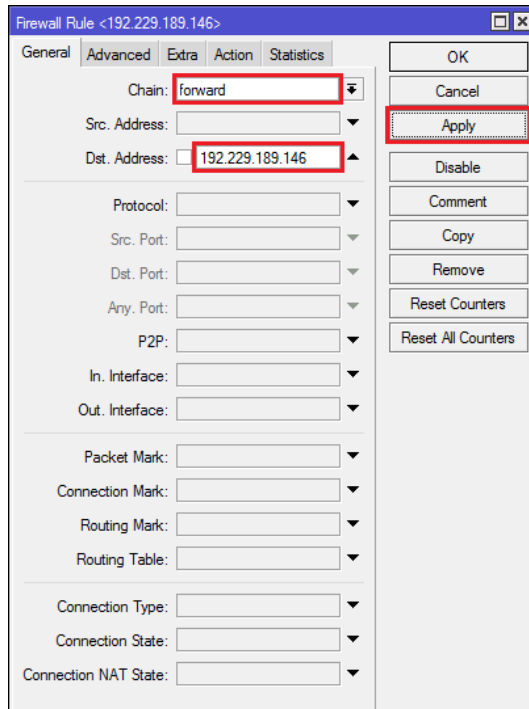 Firewall Rule <192.229.189.146>
General Advanced Extra Action Statistics
Chain: forward
Src. Address:
Dst. Address: 192.229.189.146
Protocol:
Src. Port:
Dst. Port:
Any. Port:
P2P:
In. Interface:
Out. Interface:
Packet Mark:
Connection Mark:
Routing Mark:
Routing Table:
Connection Type:
Connection State:
Connection NAT State:
OK
Cancel
Apply
Disable
Comment
Copy
Remove
Reset Counters
Reset All Counters